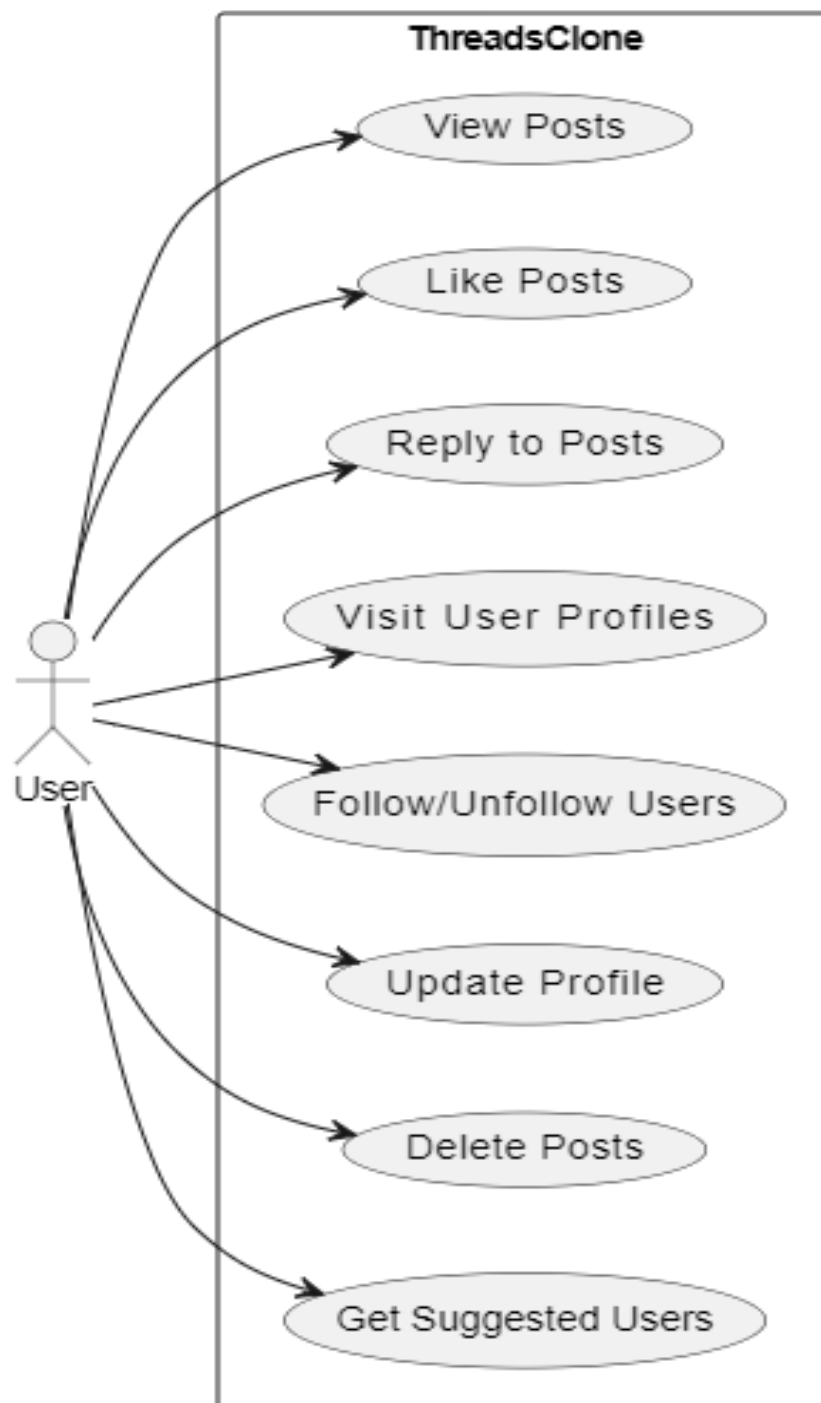 ThreadsClone
View Posts
Like Posts
Reply to Posts
Visit User Profiles
Follow/Unfollow Users
User
Update Profile
Delete Posts
Get Suggested Users